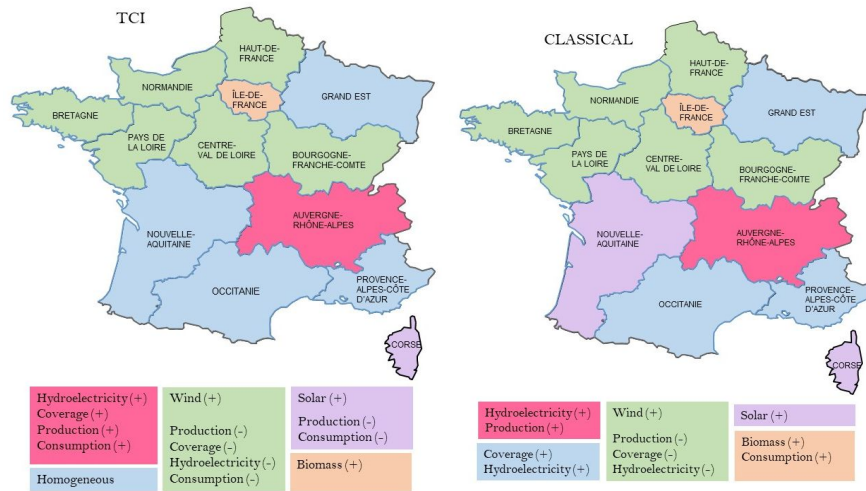 TCI
HAUT-DE-
FRANCE
NORMANDIE
ÎLE-DE-
FRANCE
GRAND EST
BRETAGNE
PAYS DE
LA LOIRE
CENTRE-
VAL DE LOIRE
BOURGOGNE-
FRANCHE-COMTE
NOUVELLE-
AQUITAINE
AUVERGNE-
RHÔNE-ALPES
OCCITANIE
PROVENCE-
ALPES-CÔTE
D'AZUR
CORSE
Hydroelectricity (+)
Coverage (+)
Production (+)
Consumption (+)
Homogeneous
Wind (+)
Production (-)
Coverage (-)
Hydroelectricity (-)
Consumption (-)
Solar (+)
Production (-)
Consumption (-)
Biomass (+)
CLASSICAL
HAUT-DE-
FRANCE
NORMANDIE
ÎLE-DE-
FRANCE
GRAND EST
BRETAGNE
PAYS DE
LA LOIRE
CENTRE-
VAL DE LOIRE
BOURGOGNE-
FRANCHE-COMTE
NOUVELLE-
AQUITAINE
AUVERGNE-
RHÔNE-ALPES
OCCITANIE
PROVENCE-
ALPES-CÔTE
D'AZUR
CORSE
Hydroelectricity (+)
Production (+)
Coverage (+)
Hydroelectricity (+)
Wind (+)
Production (-)
Coverage (-)
Hydroelectricity (-)
Solar (+)
Biomass (+)
Consumption (+)